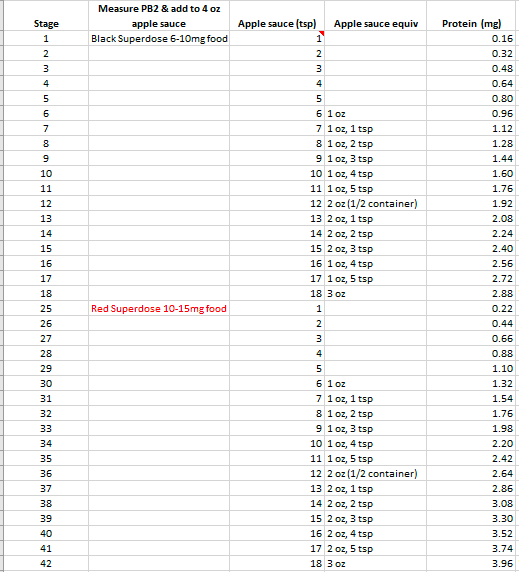 Stage Measure PB2 & add to 4 oz apple sauce Apple sauce (tsp) Apple sauce equiv Protein (mg)
1 Black Superdose 6-10mg food 1 0.16
2 2 0.32
3 3 0.48
4 4 0.64
5 5 0.80
6 6 1 oz 0.96
7 7 1 oz, 1 tsp 1.12
8 8 1 oz, 2 tsp 1.28
9 9 1 oz, 3 tsp 1.44
10 10 1 oz, 4 tsp 1.60
11 11 1 oz, 5 tsp 1.76
12 12 2 oz (1/2 container) 1.92
13 13 2 oz, 1 tsp 2.08
14 14 2 oz, 2 tsp 2.24
15 15 2 oz, 3 tsp 2.40
16 16 1 oz, 4 tsp 2.56
17 17 1 oz, 5 tsp 2.72
18 18 3 oz 2.88
25 Red Superdose 10-15mg food 1 0.22
26 2 0.44
27 3 0.66
28 4 0.88
29 5 1.10
30 6 1 oz 1.32
31 7 1 oz, 1 tsp 1.54
32 8 1 oz, 2 tsp 1.76
33 9 1 oz, 3 tsp 1.98
34 10 1 oz, 4 tsp 2.20
35 11 1 oz, 5 tsp 2.42
36 12 2 oz (1/2 container) 2.64
37 13 2 oz, 1 tsp 2.86
38 14 2 oz, 2 tsp 3.08
39 15 2 oz, 3 tsp 3.30
40 16 2 oz, 4 tsp 3.52
41 17 2 oz, 5 tsp 3.74
42 18 3 oz 3.96